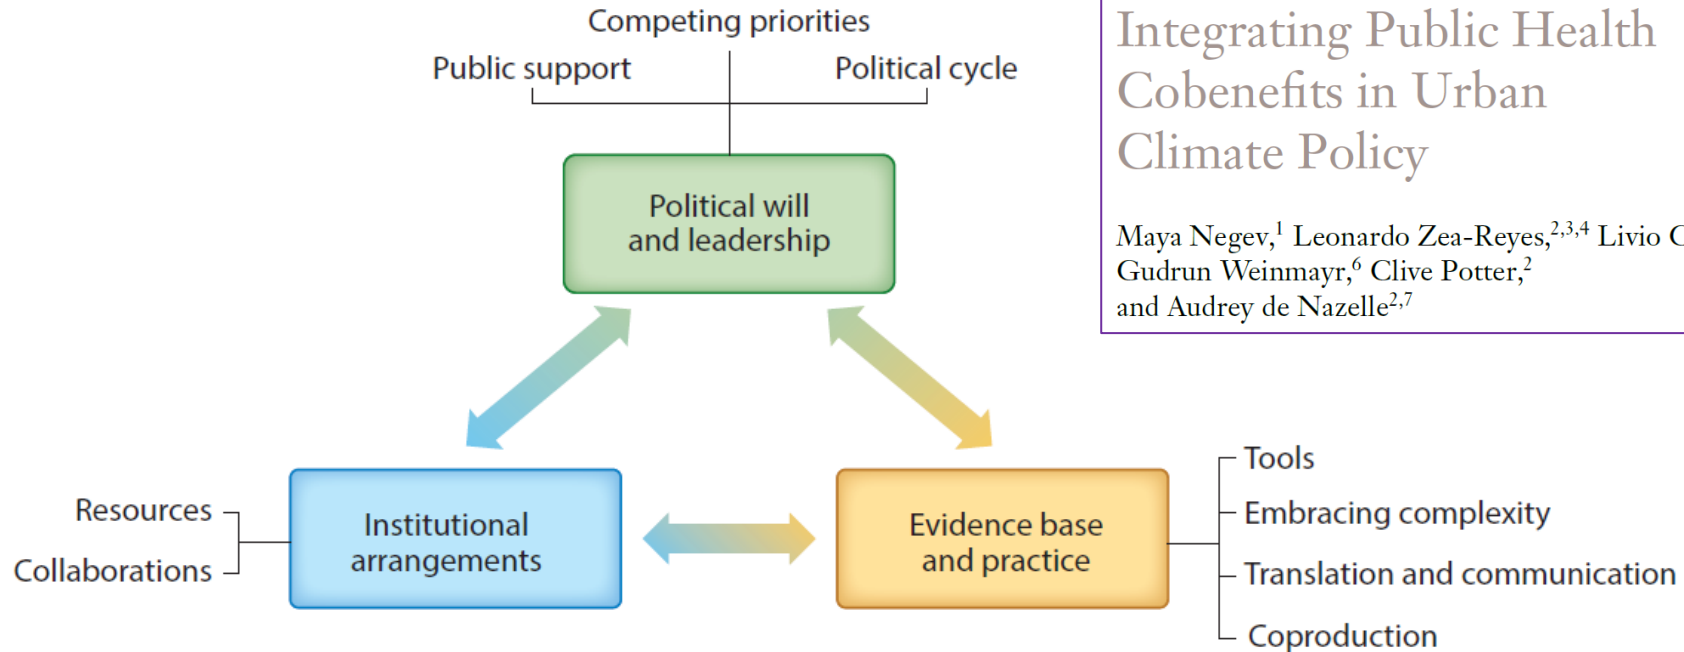 Competing priorities
Public support
Political cycle
Political will
and leadership
Resources
Collaborations
Institutional
arrangements
Evidence base
and practice
Tools
Embracing complexity
Translation and communication
Coproduction
Integrating Public Health
Cobenefits in Urban
Climate Policy
Maya Negev,¹ Leonardo Zea-Reyes,²,³,⁴ Livio
Gudrun Weinmayr,⁶ Clive Potter,²
and Audrey de Nazelle²,⁷